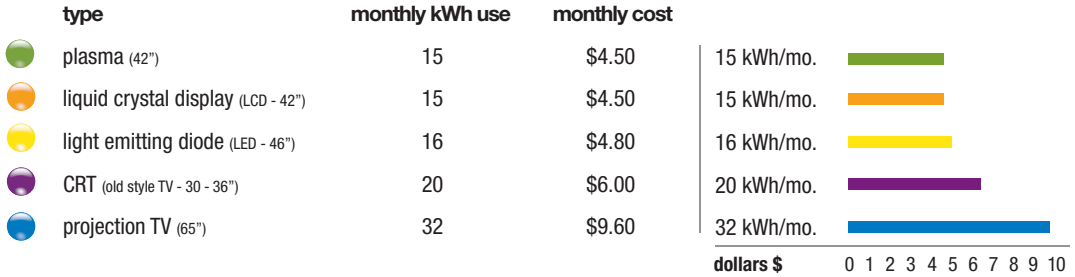 type monthly kWh use monthly cost
plasma (42”) 15 $4.50 15 kWh/mo.
liquid crystal display (LCD - 42”) 15 $4.50 15 kWh/mo.
light emitting diode (LED - 46”) 16 $4.80 16 kWh/mo.
CRT (old style TV - 30 - 36”) 20 $6.00 20 kWh/mo.
projection TV (65”) 32 $9.60 32 kWh/mo.
dollars $ 0 1 2 3 4 5 6 7 8 9 10